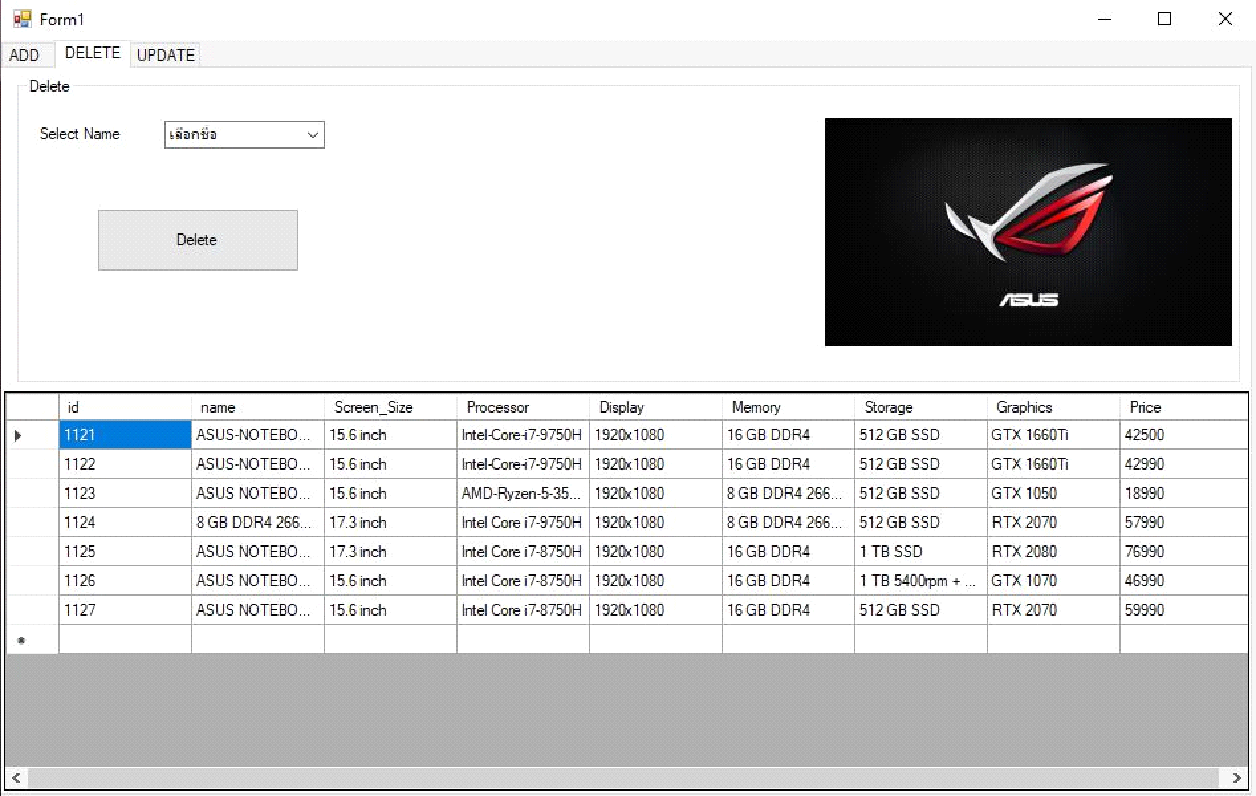 Form1
ADD DELETE UPDATE
Delete
Select Name เลือกชื่อ
Delete
ASUS
id name Screen_Size Processor Display Memory Storage Graphics Price
1121 ASUS-NOTEBO... 15.6 inch Intel-Core-i7-9750H 1920x1080 16 GB DDR4 512 GB SSD GTX 1660Ti 42500
1122 ASUS-NOTEBO... 15.6 inch Intel-Core-i7-9750H 1920x1080 16 GB DDR4 512 GB SSD GTX 1660Ti 42990
1123 ASUS NOTEBO... 15.6 inch AMD-Ryzen-5-35... 1920x1080 8 GB DDR4 266... 512 GB SSD GTX 1050 18990
1124 8 GB DDR4 266... 17.3 inch Intel Core i7-9750H 1920x1080 8 GB DDR4 266... 512 GB SSD RTX 2070 57990
1125 ASUS NOTEBO... 17.3 inch Intel Core i7-8750H 1920x1080 16 GB DDR4 1 TB SSD RTX 2080 76990
1126 ASUS NOTEBO... 15.6 inch Intel Core i7-8750H 1920x1080 16 GB DDR4 1 TB 5400rpm + ... GTX 1070 46990
1127 ASUS NOTEBO... 15.6 inch Intel Core i7-8750H 1920x1080 16 GB DDR4 512 GB SSD RTX 2070 59990